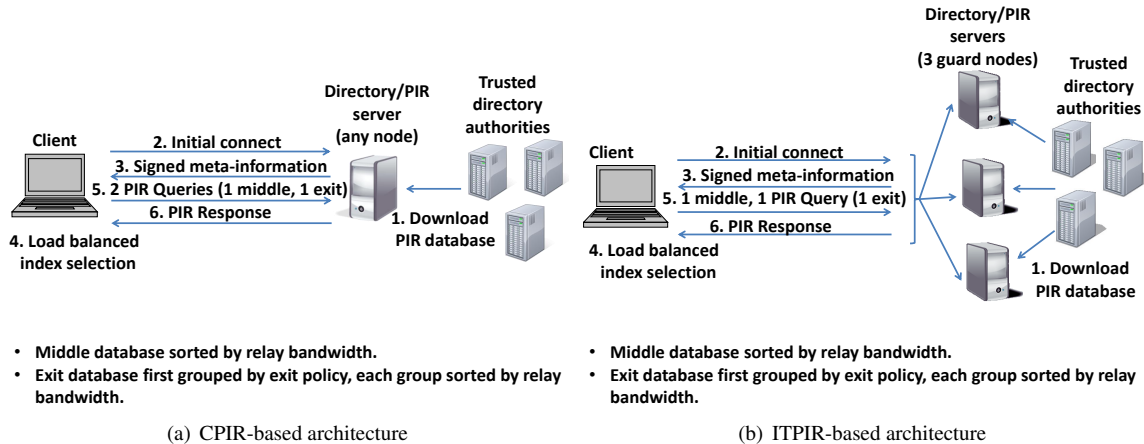 Client
2. Initial connect
3. Signed meta-information
5. 2 PIR Queries (1 middle, 1 exit)
6. PIR Response
4. Load balanced
index selection
Directory/PIR
server
(any node)
Trusted
directory
authorities
1. Download
PIR database
• Middle database sorted by relay bandwidth.
• Exit database first grouped by exit policy, each group sorted by relay
bandwidth.
(a) CPIR-based architecture
Client
2. Initial connect
3. Signed meta-information
5. 1 middle, 1 PIR Query (1 exit)
6. PIR Response
4. Load balanced
index selection
Directory/PIR
servers
(3 guard nodes)
Trusted
directory
authorities
1. Download
PIR database
• Middle database sorted by relay bandwidth.
• Exit database first grouped by exit policy, each group sorted by relay
bandwidth.
(b) ITPIR-based architecture